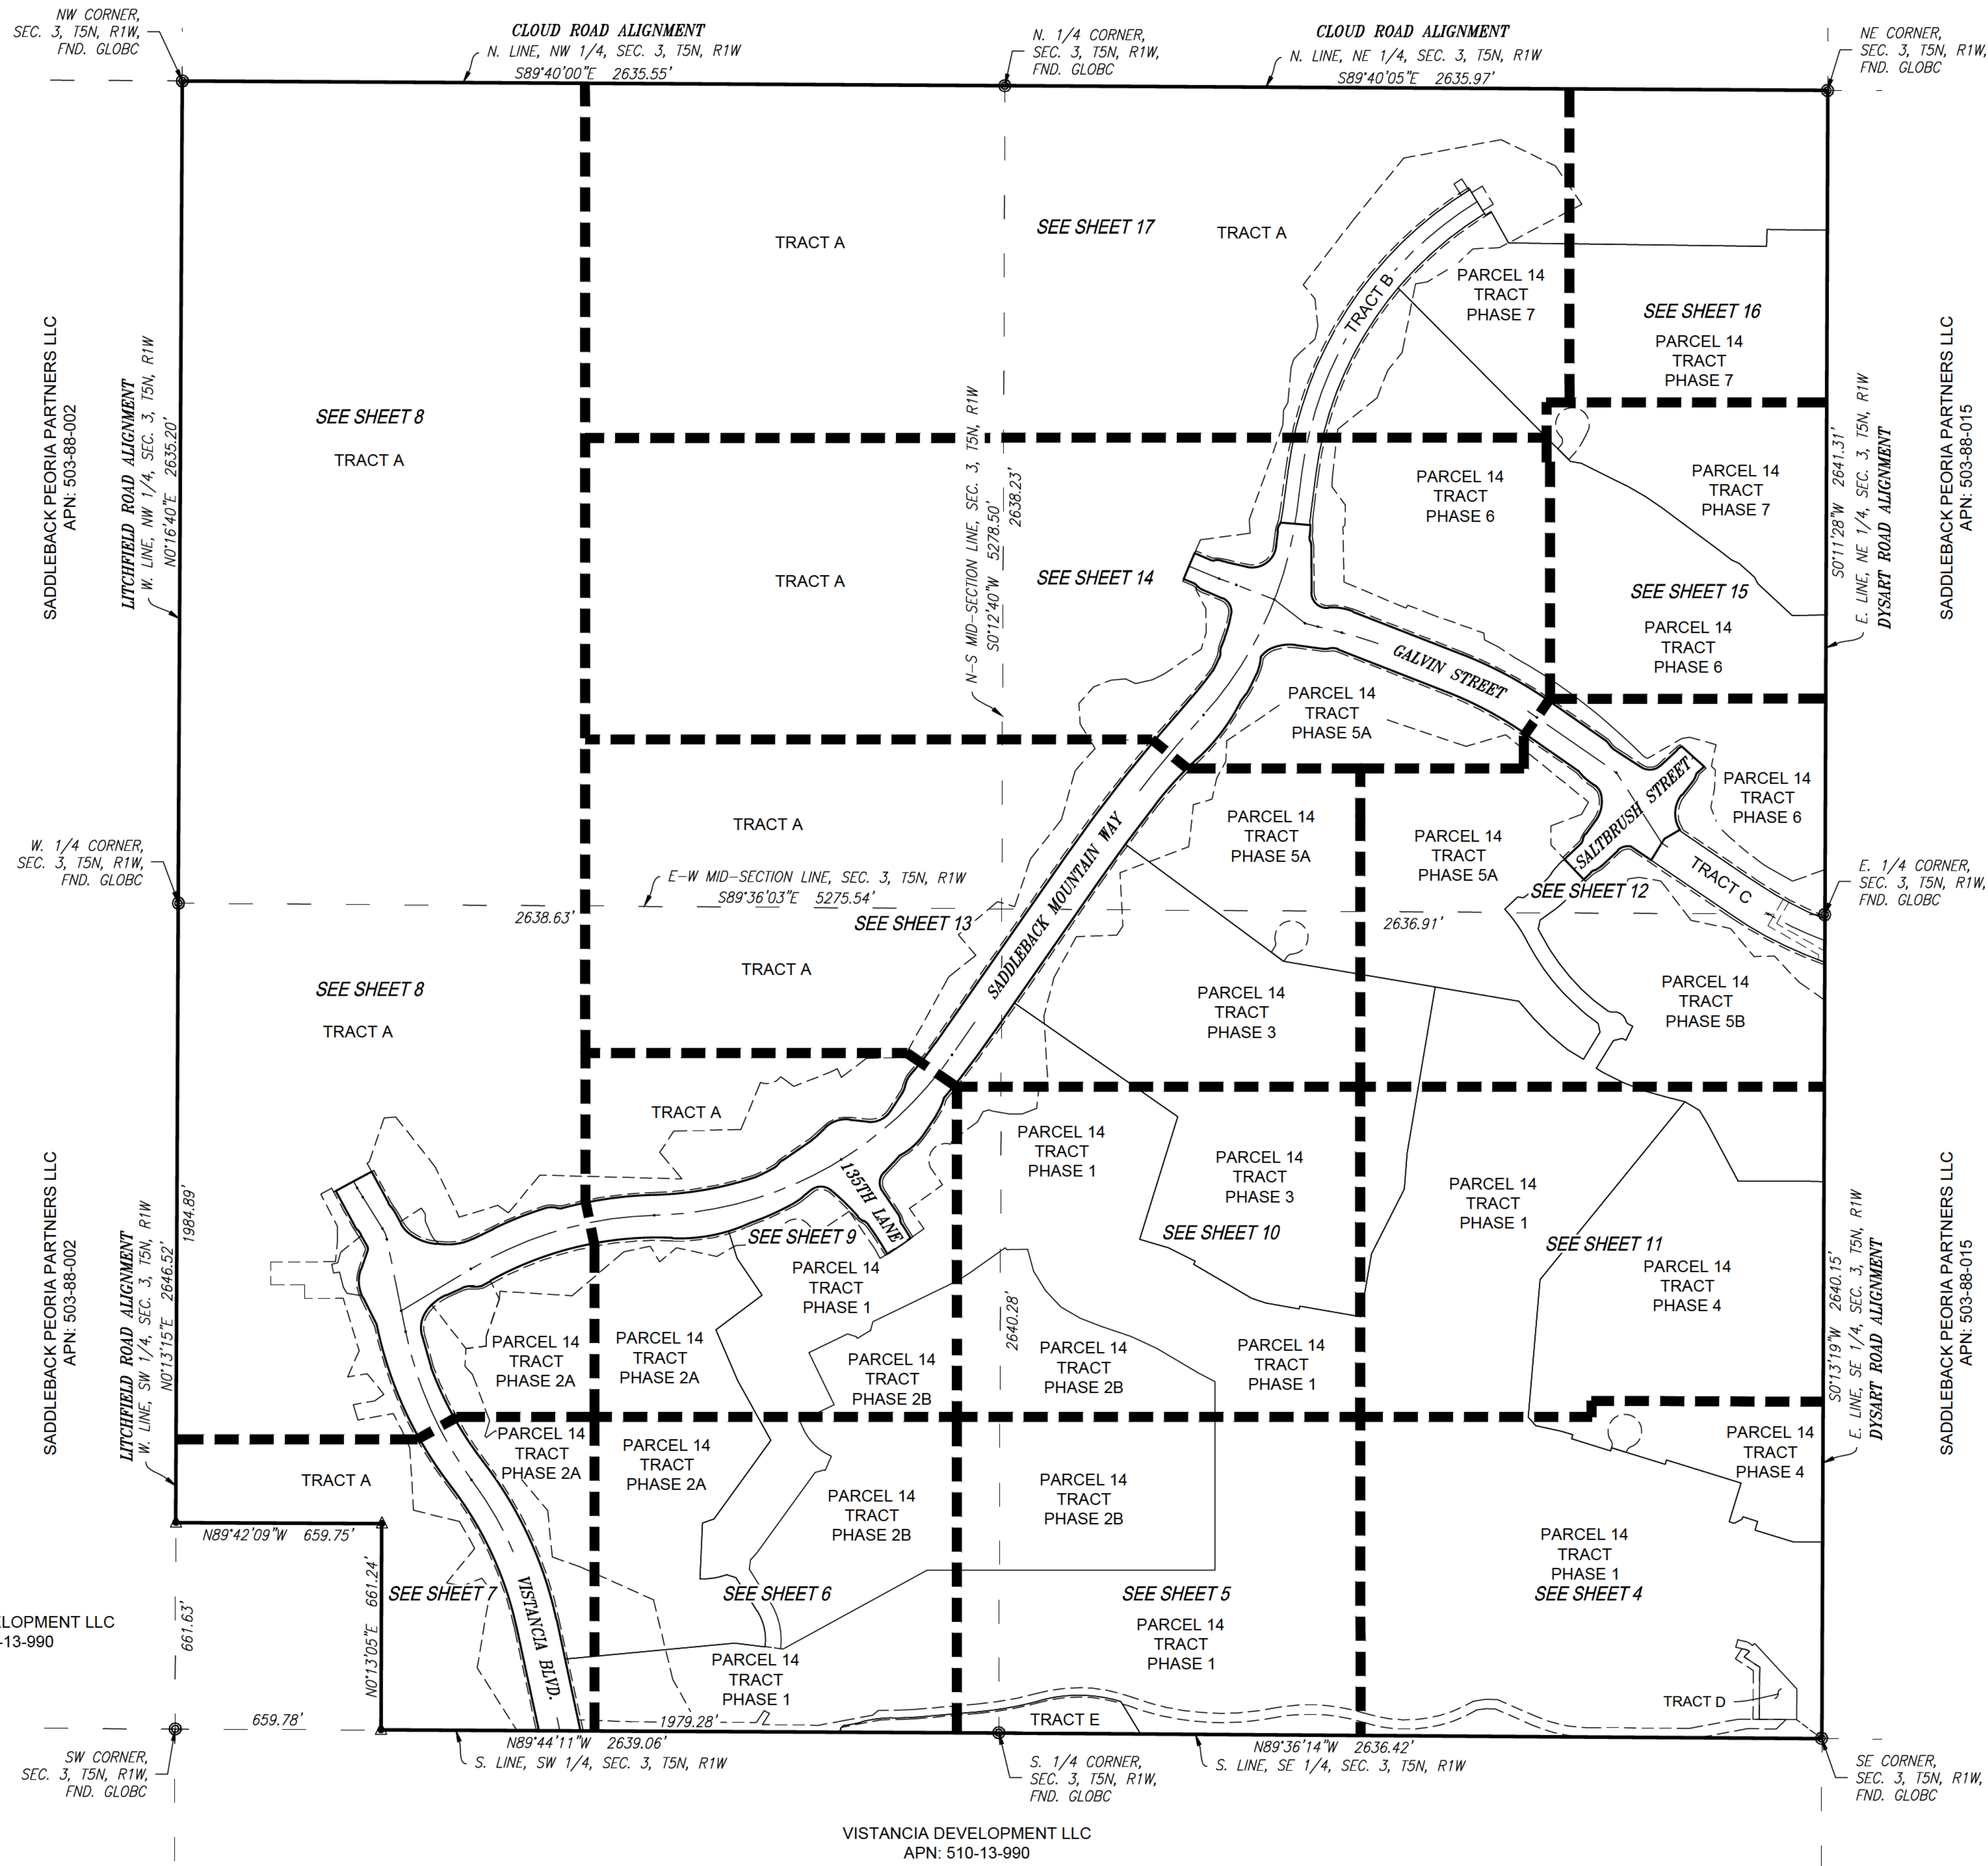 NW CORNER,
SEC. 3, T5N, R1W,
FND. GLOBC
CLOUD ROAD ALIGNMENT
N. LINE, NW 1/4, SEC. 3, T5N, R1W
S89°40'00"E 2635.55'
N. 1/4 CORNER,
SEC. 3, T5N, R1W,
FND. GLOBC
CLOUD ROAD ALIGNMENT
N. LINE, NE 1/4, SEC. 3, T5N, R1W
S89°40'05"E 2635.97'
NE CORNER,
SEC. 3, T5N, R1W,
FND. GLOBC
SADDLEBACK PEORIA PARTNERS LLC
APN: 503-88-002
LITCHFIELD ROAD ALIGNMENT
W. LINE, NW 1/4, SEC. 3, T5N, R1W
N0°16'40"E 2635.20'
SEE SHEET 8
TRACT A
TRACT A
SEE SHEET 17
TRACT A
TRACT B
PARCEL 14
TRACT
PHASE 7
SEE SHEET 16
PARCEL 14
TRACT
PHASE 7
N-S MID-SECTION LINE, SEC. 3, T5N, R1W
S0°12'40"W 5278.50'
2638.23'
PARCEL 14
TRACT
PHASE 6
PARCEL 14
TRACT
PHASE 7
S0°11'28"W 2641.31'
E. LINE, NE 1/4, SEC. 3, T5N, R1W
DYSART ROAD ALIGNMENT
SADDLEBACK PEORIA PARTNERS LLC
APN: 503-88-015
TRACT A
SEE SHEET 14
SEE SHEET 15
PARCEL 14
TRACT
PHASE 6
GALVIN STREET
PARCEL 14
TRACT
PHASE 5A
TRACT A
SADDLEBACK MOUNTAIN WAY
PARCEL 14
TRACT
PHASE 5A
PARCEL 14
TRACT
PHASE 5A
SALTBRUSH STREET
PARCEL 14
TRACT
PHASE 6
TRACT C
W. 1/4 CORNER,
SEC. 3, T5N, R1W,
FND. GLOBC
E-W MID-SECTION LINE, SEC. 3, T5N, R1W
S89°36'03"E 5275.54'
2638.63'
SEE SHEET 13
2636.91'
SEE SHEET 12
E. 1/4 CORNER,
SEC. 3, T5N, R1W,
FND. GLOBC
SEE SHEET 8
TRACT A
TRACT A
PARCEL 14
TRACT
PHASE 3
PARCEL 14
TRACT
PHASE 5B
TRACT A
135TH LANE
PARCEL 14
TRACT
PHASE 1
PARCEL 14
TRACT
PHASE 3
SEE SHEET 10
PARCEL 14
TRACT
PHASE 1
SEE SHEET 11
PARCEL 14
TRACT
PHASE 4
SADDLEBACK PEORIA PARTNERS LLC
APN: 503-88-002
LITCHFIELD ROAD ALIGNMENT
W. LINE, SW 1/4, SEC. 3, T5N, R1W
N0°13'15"E 2646.52'
1984.89'
SEE SHEET 9
PARCEL 14
TRACT
PHASE 1
PARCEL 14
TRACT
PHASE 2A
PARCEL 14
TRACT
PHASE 2A
PARCEL 14
TRACT
PHASE 2B
2640.28'
PARCEL 14
TRACT
PHASE 2B
PARCEL 14
TRACT
PHASE 1
S0°13'19"W 2640.15'
E. LINE, SE 1/4, SEC. 3, T5N, R1W
DYSART ROAD ALIGNMENT
SADDLEBACK PEORIA PARTNERS LLC
APN: 503-88-015
TRACT A
PARCEL 14
TRACT
PHASE 2A
PARCEL 14
TRACT
PHASE 2A
PARCEL 14
TRACT
PHASE 2B
PARCEL 14
TRACT
PHASE 2B
PARCEL 14
TRACT
PHASE 4
N89°42'09"W 659.75'
N0°13'05"E 661.24'
661.63'
SEE SHEET 7
VISTANCIA BLVD.
SEE SHEET 6
SEE SHEET 5
PARCEL 14
TRACT
PHASE 1
SEE SHEET 4
ELOPMENT LLC
-13-990
PARCEL 14
TRACT
PHASE 1
PARCEL 14
TRACT
PHASE 1
TRACT D
TRACT E
659.78'
1979.28'
SW CORNER,
SEC. 3, T5N, R1W,
FND. GLOBC
N89°44'11"W 2639.06'
S. LINE, SW 1/4, SEC. 3, T5N, R1W
S. 1/4 CORNER,
SEC. 3, T5N, R1W,
FND. GLOBC
N89°36'14"W 2636.42'
S. LINE, SE 1/4, SEC. 3, T5N, R1W
SE CORNER,
SEC. 3, T5N, R1W,
FND. GLOBC
VISTANCIA DEVELOPMENT LLC
APN: 510-13-990